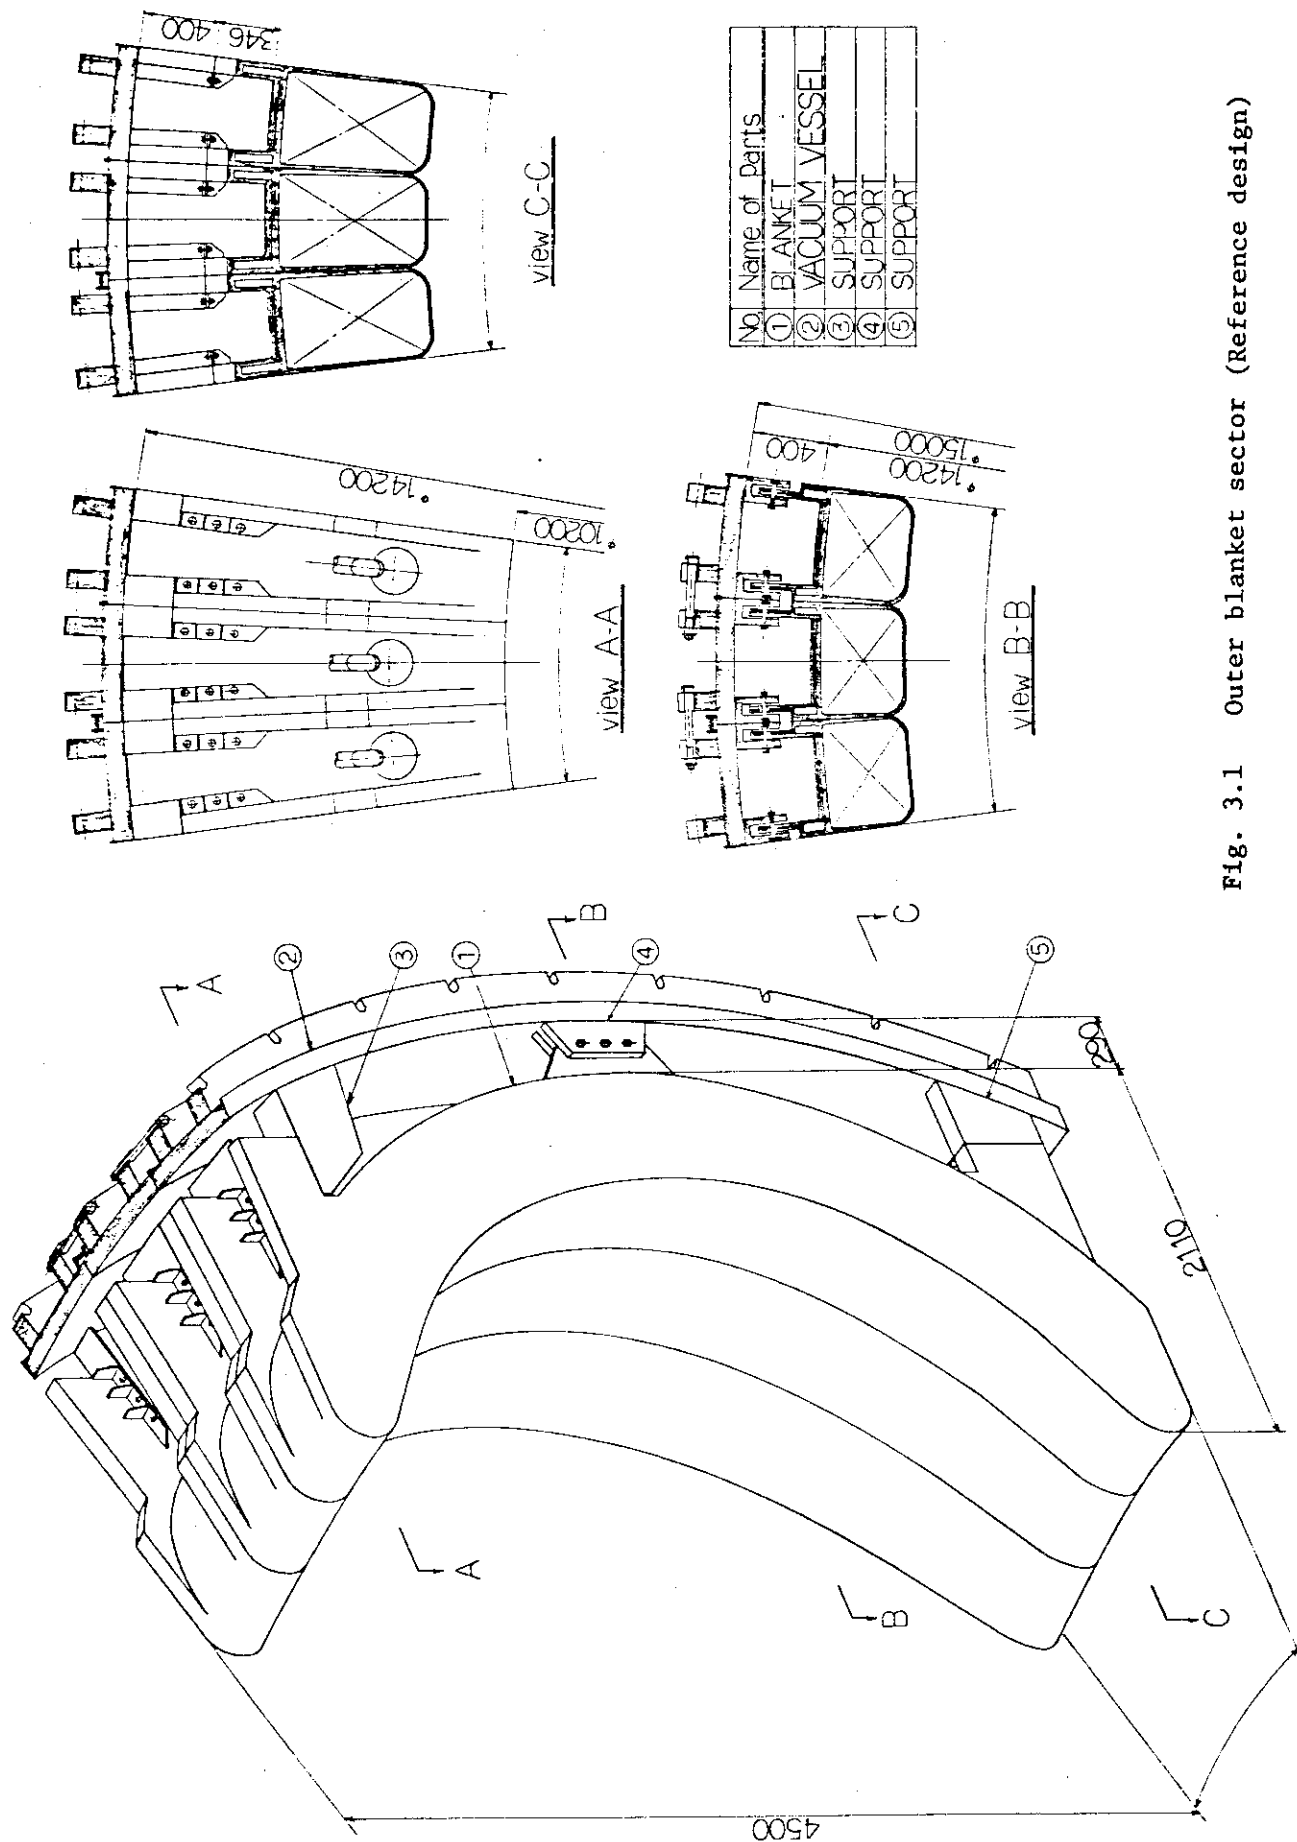 400
346
view C-C
°14200
°10200
view A-A
400
°14200
°15000
view B-B
No. Name of parts
① BLANKET
② VACUUM VESSEL
③ SUPPORT
④ SUPPORT
⑤ SUPPORT
A
②
③
①
B
④
C
⑤
290
2110
A
B
C
4500
Fig. 3.1 Outer blanket sector (Reference design)